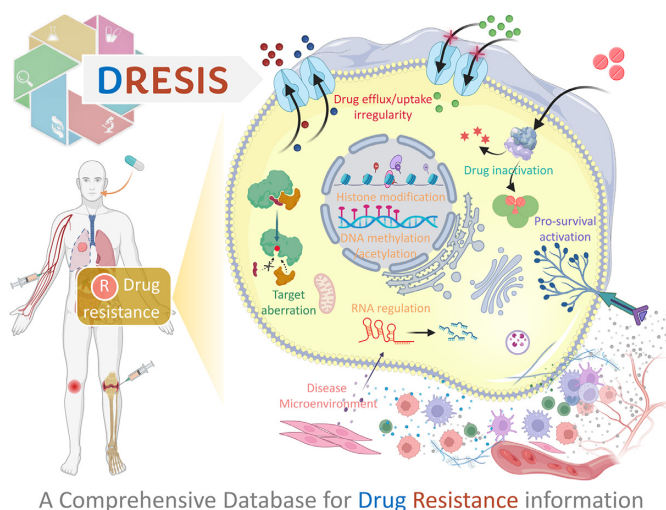 DRESIS
Drug efflux/uptake
irregularity
Drug inactivation
Histone modification
DNA methylation
/acetylation
Pro-survival
activation
Target
aberration
RNA regulation
R Drug
resistance
Disease
Microenvironment
A Comprehensive Database for Drug Resistance information